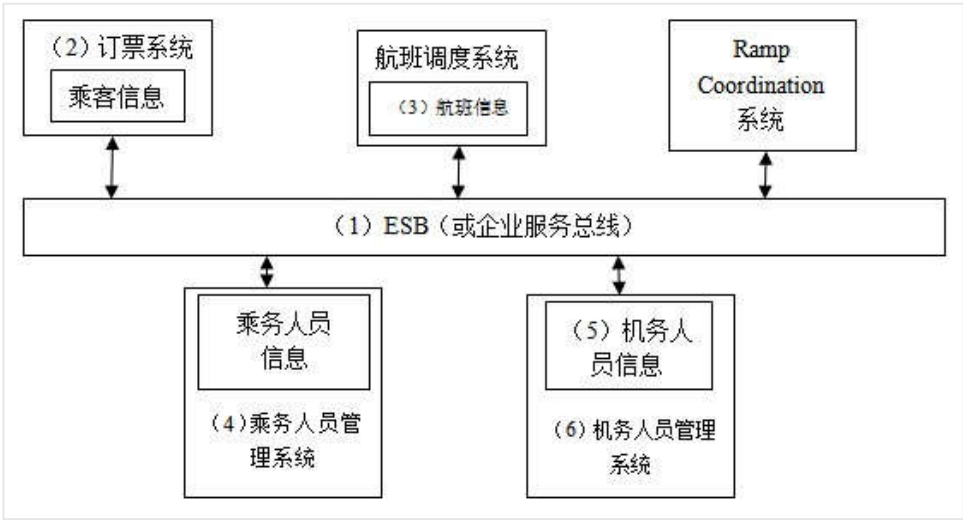 （2）订票系统
乘客信息
航班调度系统
（3）航班信息
Ramp
Coordination
系统
（1）ESB（或企业服务总线）
乘务人员
信息
（4）乘务人员管
理系统
（5）机务人
员信息
（6）机务人员管理
系统